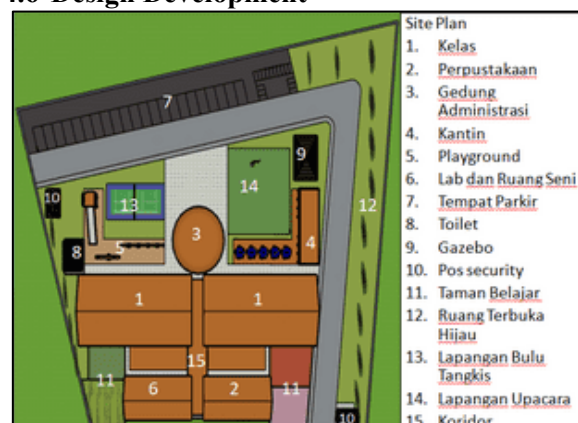 4.6 Design Development
Site Plan
1. Kelas
2. Perpustakaan
3. Gedung
Administrasi
4. Kantin
5. Playground
6. Lab dan Ruang Seni
7. Tempat Parkir
8. Toilet
9. Gazebo
10. Pos security
11. Taman Belajar
12. Ruang Terbuka
Hijau
13. Lapangan Bulu
Tangkis
14. Lapangan Upacara
15. Koridor
7
9
14
10
13
12
3
5
4
8
1
1
15
11
6
2
11
10